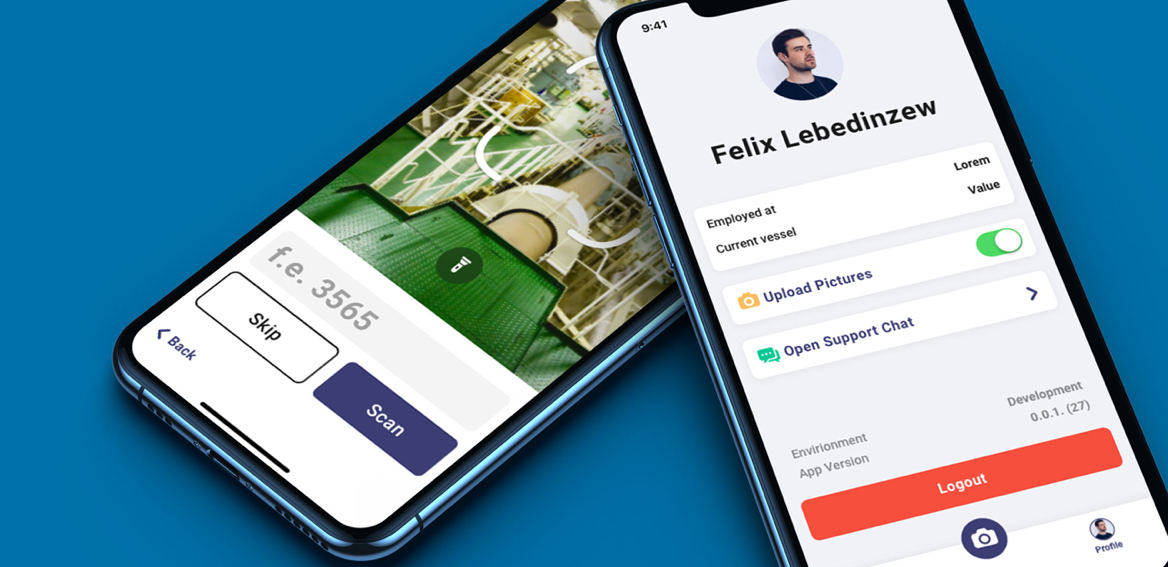 f.e. 3565
Skip
Back
Scan
9:41
Felix Lebedinzew
Employed at Lorem
Current vessel Value
Upload Pictures
Open Support Chat
Envirionment Development
App Version 0.0.1. (27)
Logout
Profile